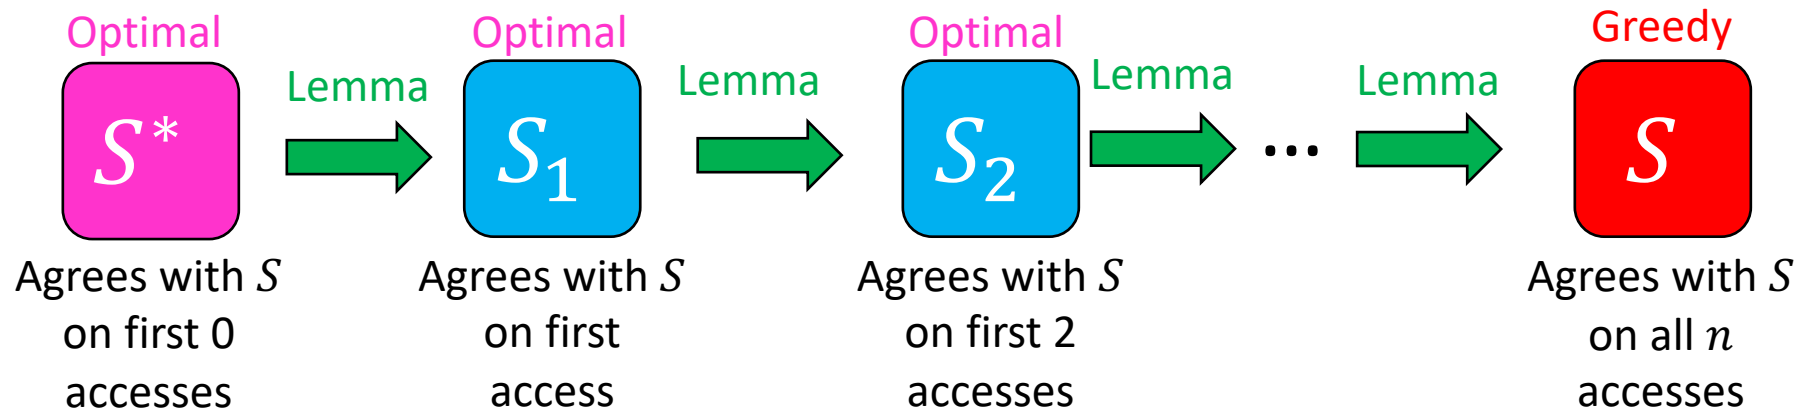 Optimal
Optimal
Optimal
Greedy
Lemma
Lemma
Lemma
Lemma
S*
S₁
S₂
...
S
Agrees with S
on first 0
accesses
Agrees with S
on first
access
Agrees with S
on first 2
accesses
Agrees with S
on all n
accesses